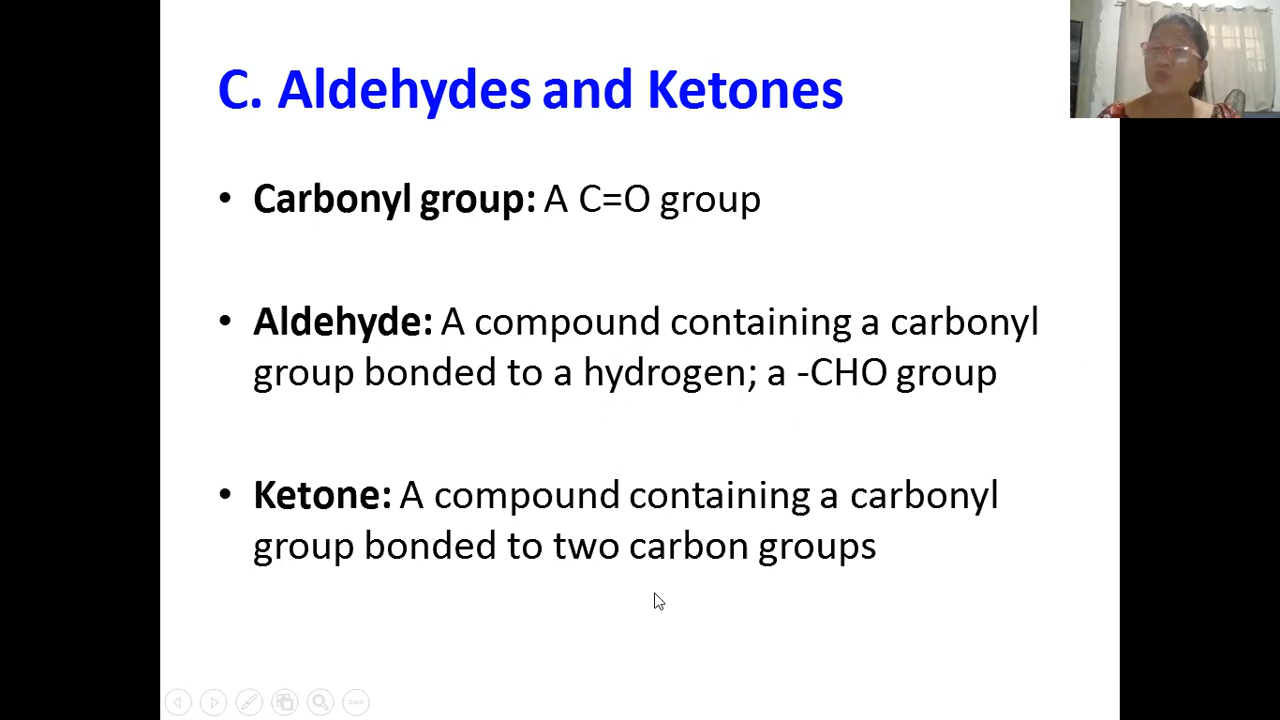 C. Aldehydes and Ketones
• Carbonyl group: A C=O group
• Aldehyde: A compound containing a carbonyl
group bonded to a hydrogen; a -CHO group
• Ketone: A compound containing a carbonyl
group bonded to two carbon groups